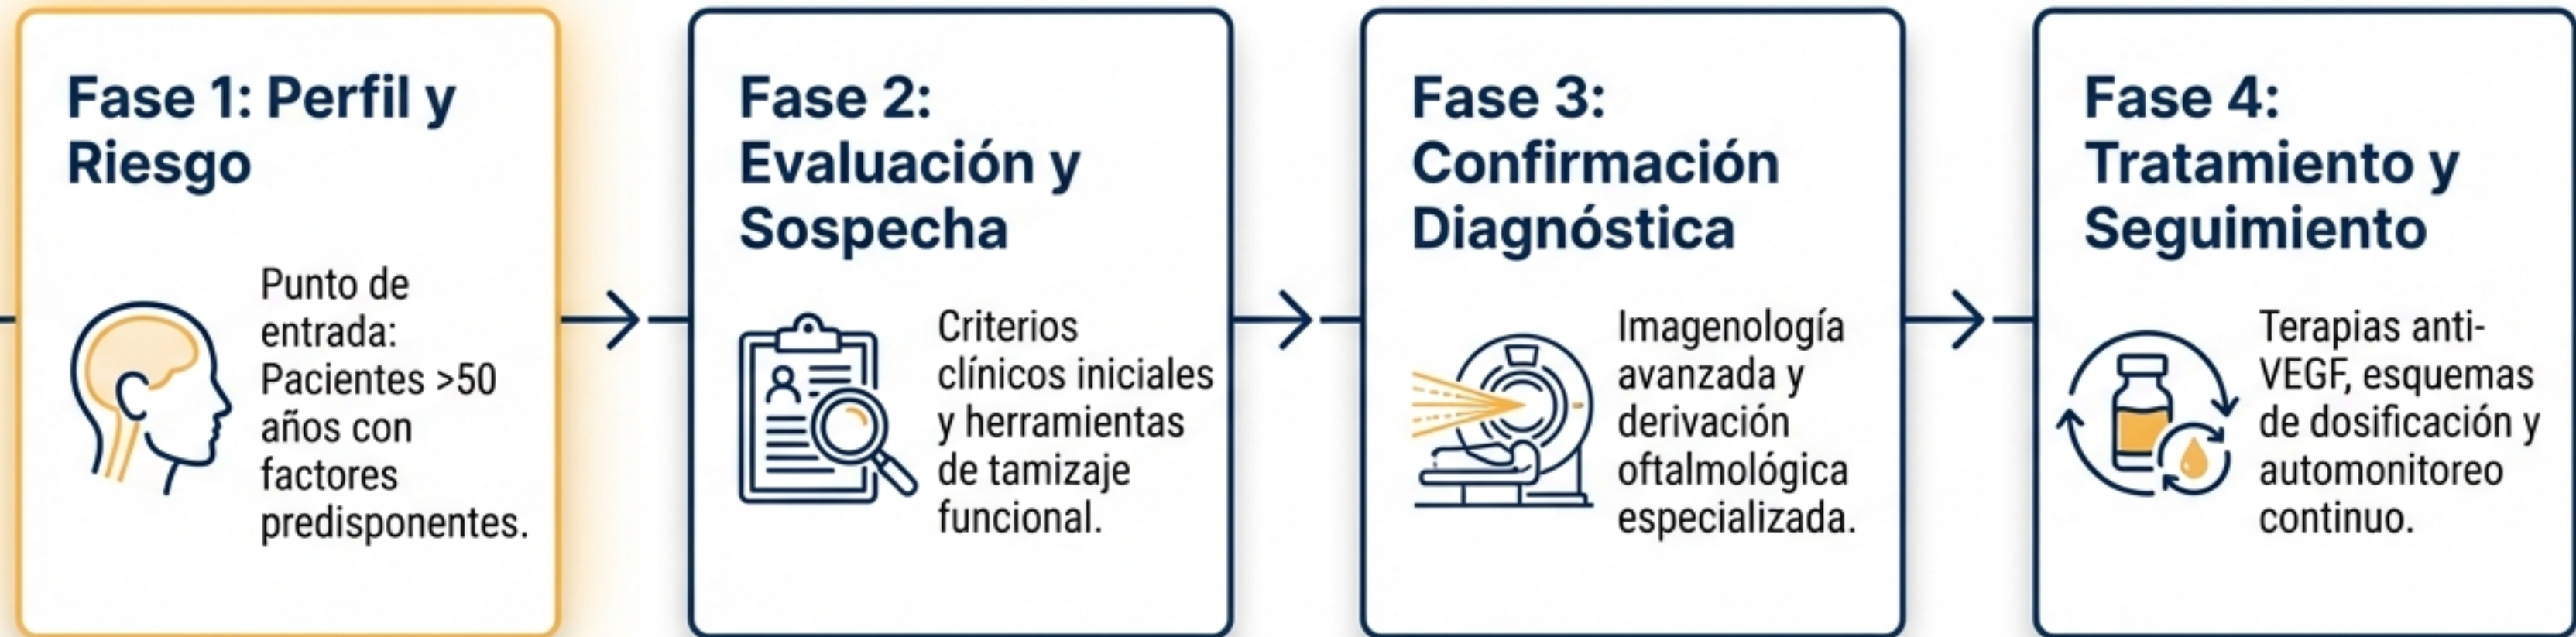 Fase 1: Perfil y
Riesgo
Punto de
entrada:
Pacientes >50
años con
factores
predisponentes.
Fase 2:
Evaluación y
Sospecha
Criterios
clínicos iniciales
y herramientas
de tamizaje
funcional.
Fase 3:
Confirmación
Diagnóstica
Imagenología
avanzada y
derivación
oftalmológica
especializada.
Fase 4:
Tratamiento y
Seguimiento
Terapias anti-
VEGF, esquemas
de dosificación y
automonitoreo
continuo.